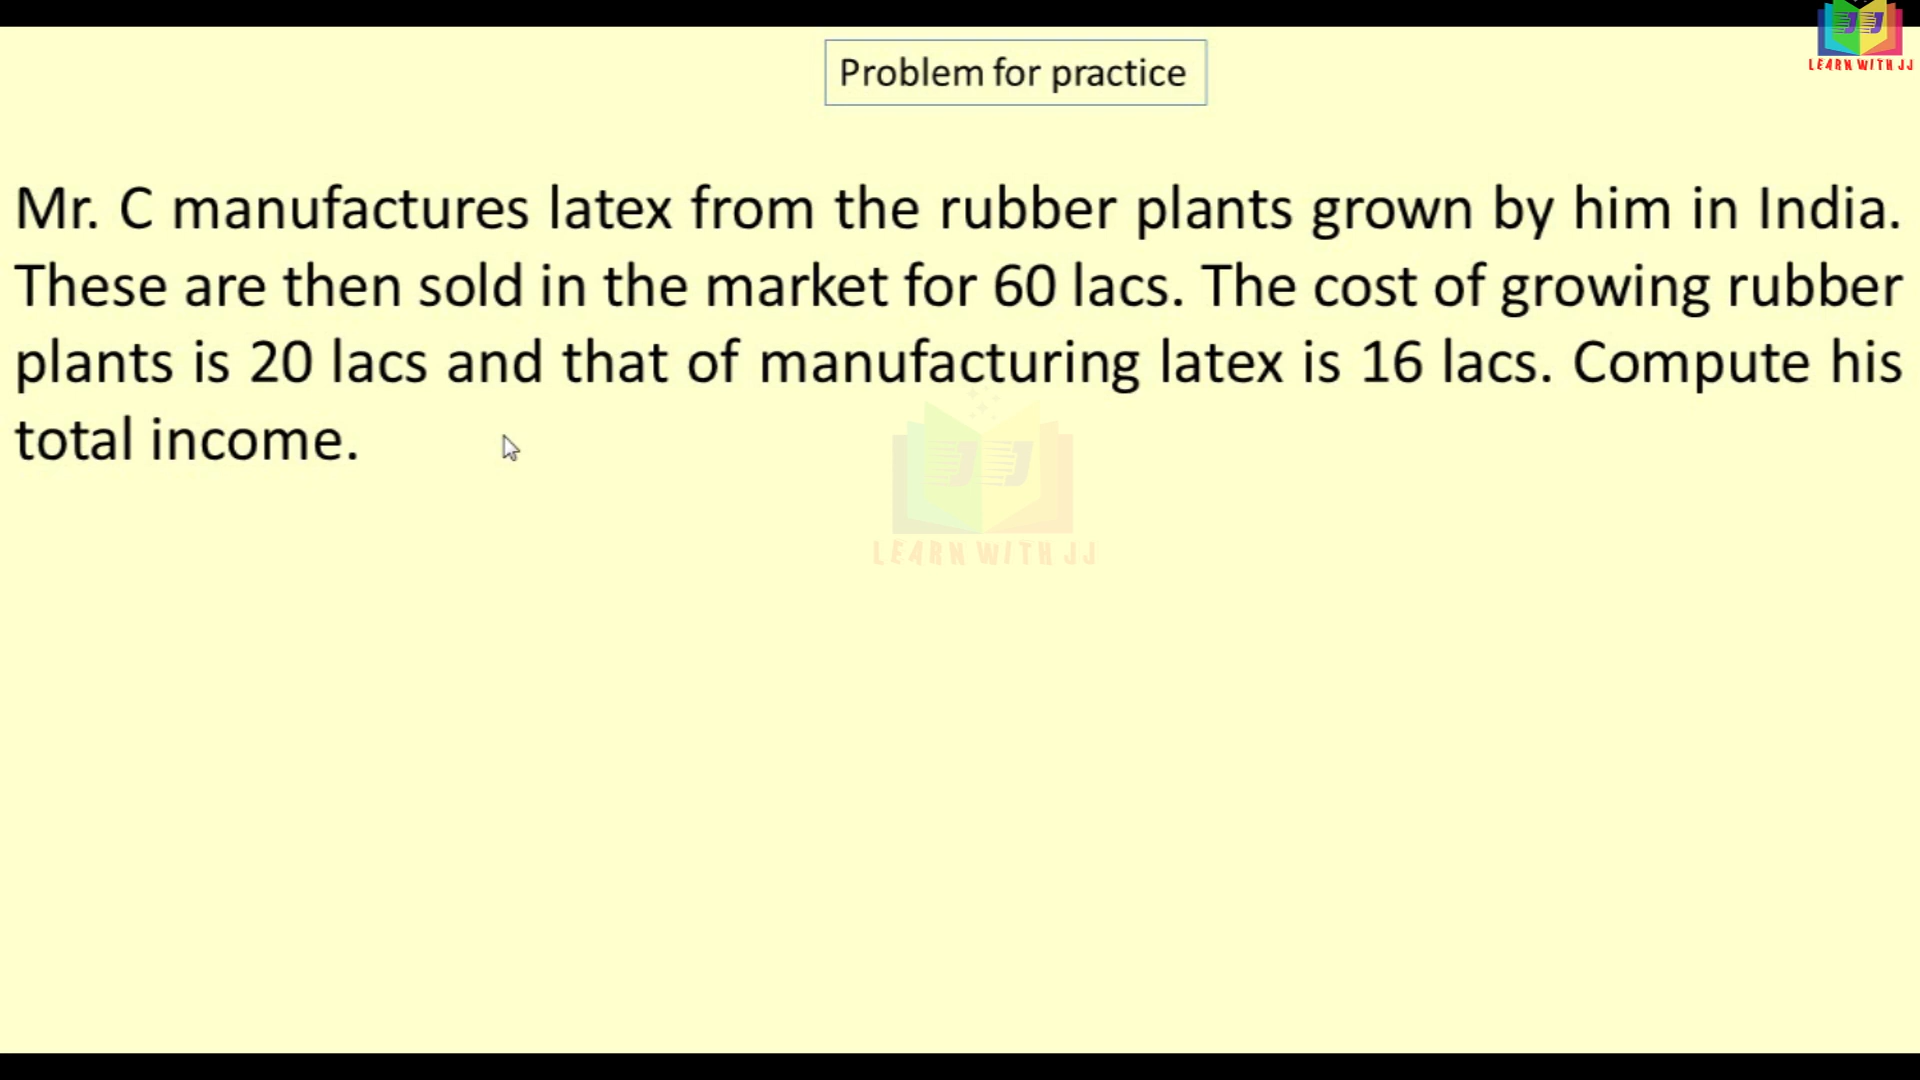 LEARN WITH JJ
Problem for practice
Mr. C manufactures latex from the rubber plants grown by him in India.
These are then sold in the market for 60 lacs. The cost of growing rubber
plants is 20 lacs and that of manufacturing latex is 16 lacs. Compute his
total income.
JJ
LEARN WITH JJ